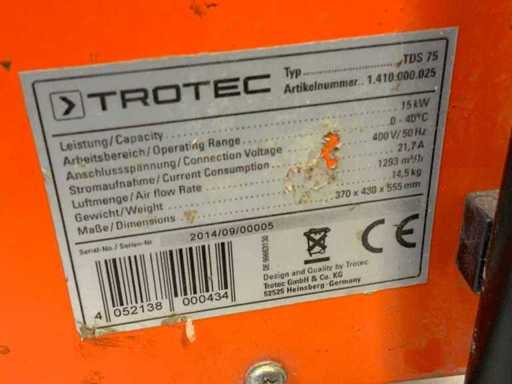 TROTEC
Typ TDS 75
Artikelnummer.. 1.410.000.025
Leistung/Capacity 15 kW
Arbeitsbereich/Operating Range 0 - 40°C
Anschlussspannung/Connection Voltage 400 V/ 50 Hz
Stromaufnahme/Current Consumption 21,7 A
Luftmenge/Air flow Rate 1293 m³/h
Gewicht/Weight 14,5 kg
Maße/Dimensions 370 x 430 x 555 mm
Serial-No./ Serien-Nr 2014/09/00005
4 052138 000434
Design and Quality by Trotec
Trotec GmbH & Co. KG
52525 Heinsberg · Germany
CE